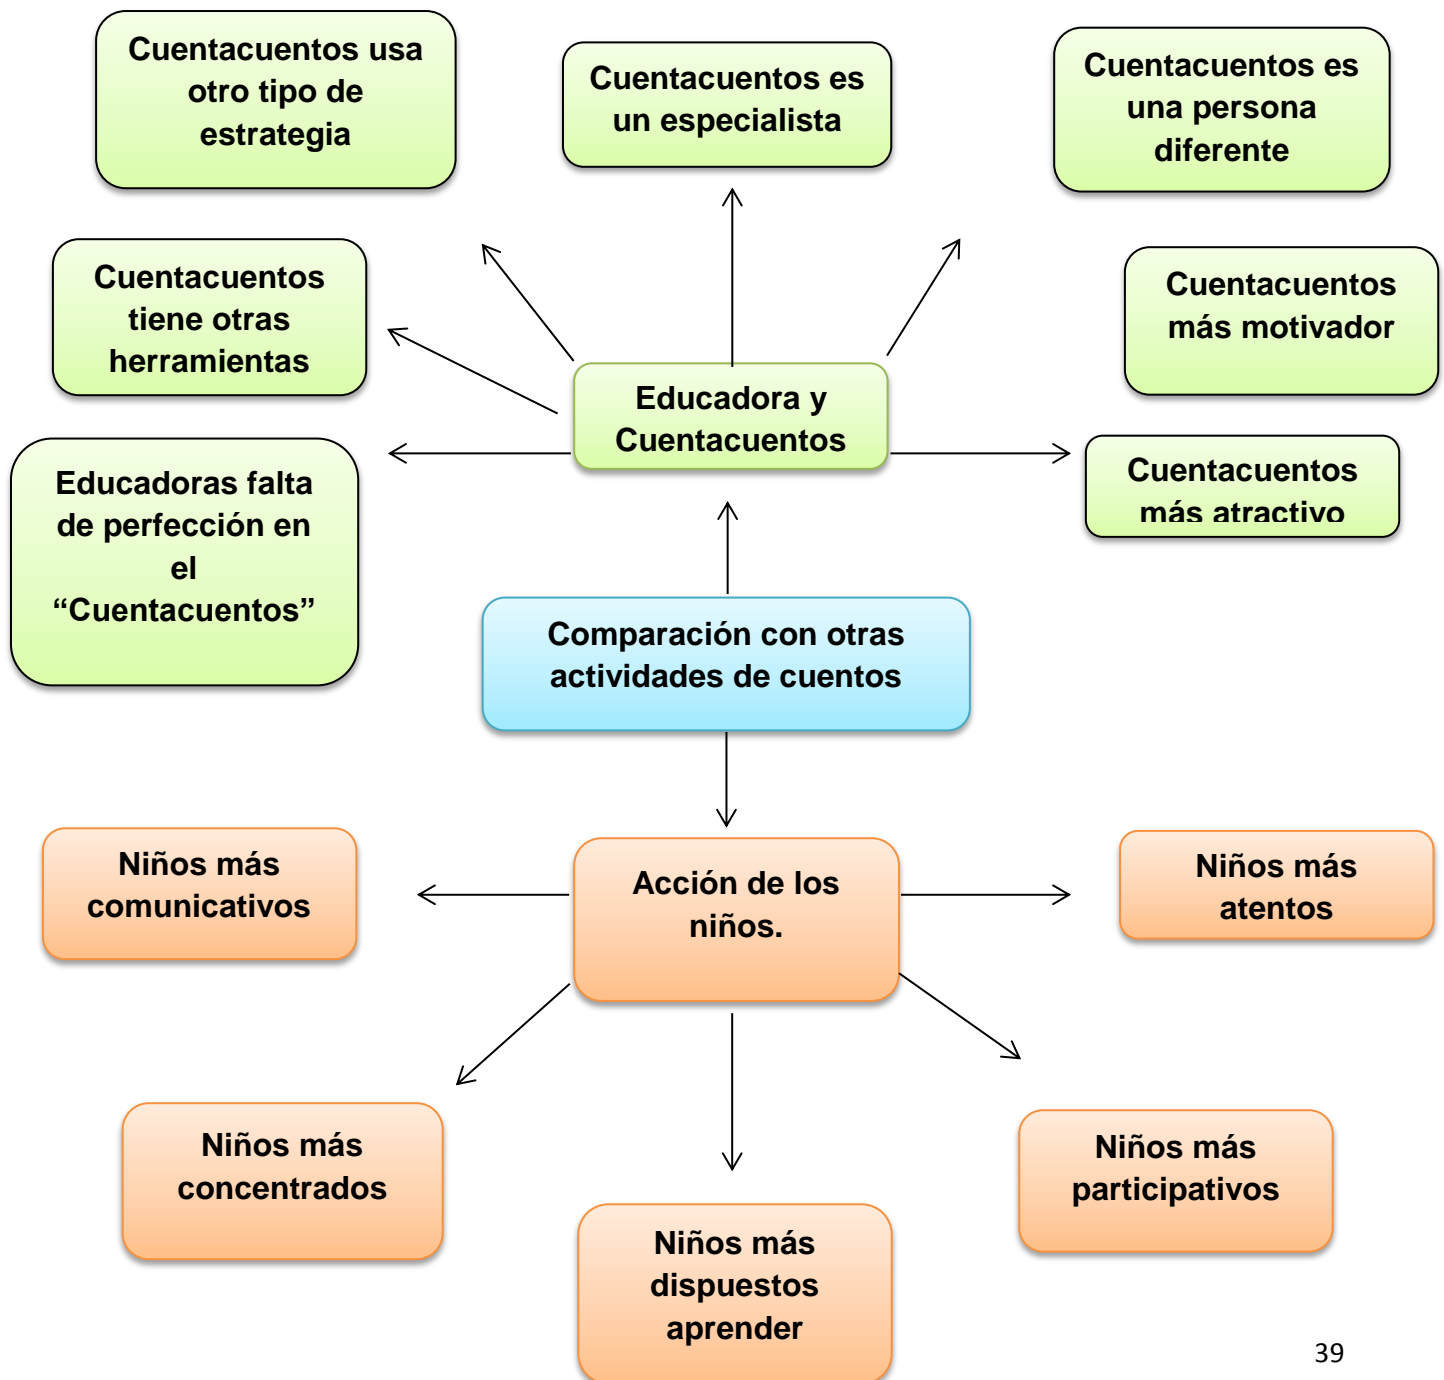 Cuentacuentos usa
otro tipo de
estrategia
Cuentacuentos es
un especialista
Cuentacuentos es
una persona
diferente
Cuentacuentos
tiene otras
herramientas
Cuentacuentos
más motivador
Educadora y
Cuentacuentos
Educadoras falta
de perfección en
el
“Cuentacuentos”
Cuentacuentos
más atractivo
Comparación con otras
actividades de cuentos
Niños más
comunicativos
Acción de los
niños.
Niños más
atentos
Niños más
concentrados
Niños más
dispuestos
aprender
Niños más
participativos
39